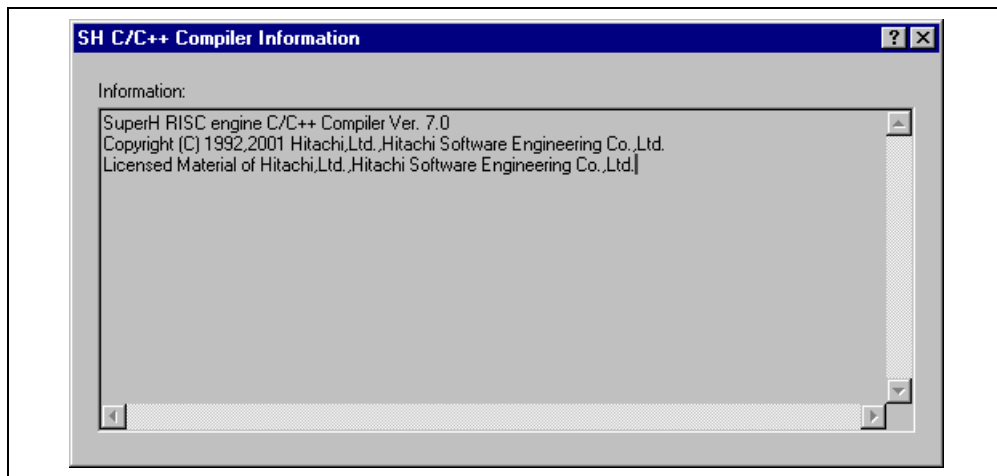 SH C/C++ Compiler Information
Information:
SuperH RISC engine C/C++ Compiler Ver. 7.0
Copyright (C) 1992,2001 Hitachi,Ltd.,Hitachi Software Engineering Co.,Ltd.
Licensed Material of Hitachi,Ltd.,Hitachi Software Engineering Co.,Ltd.